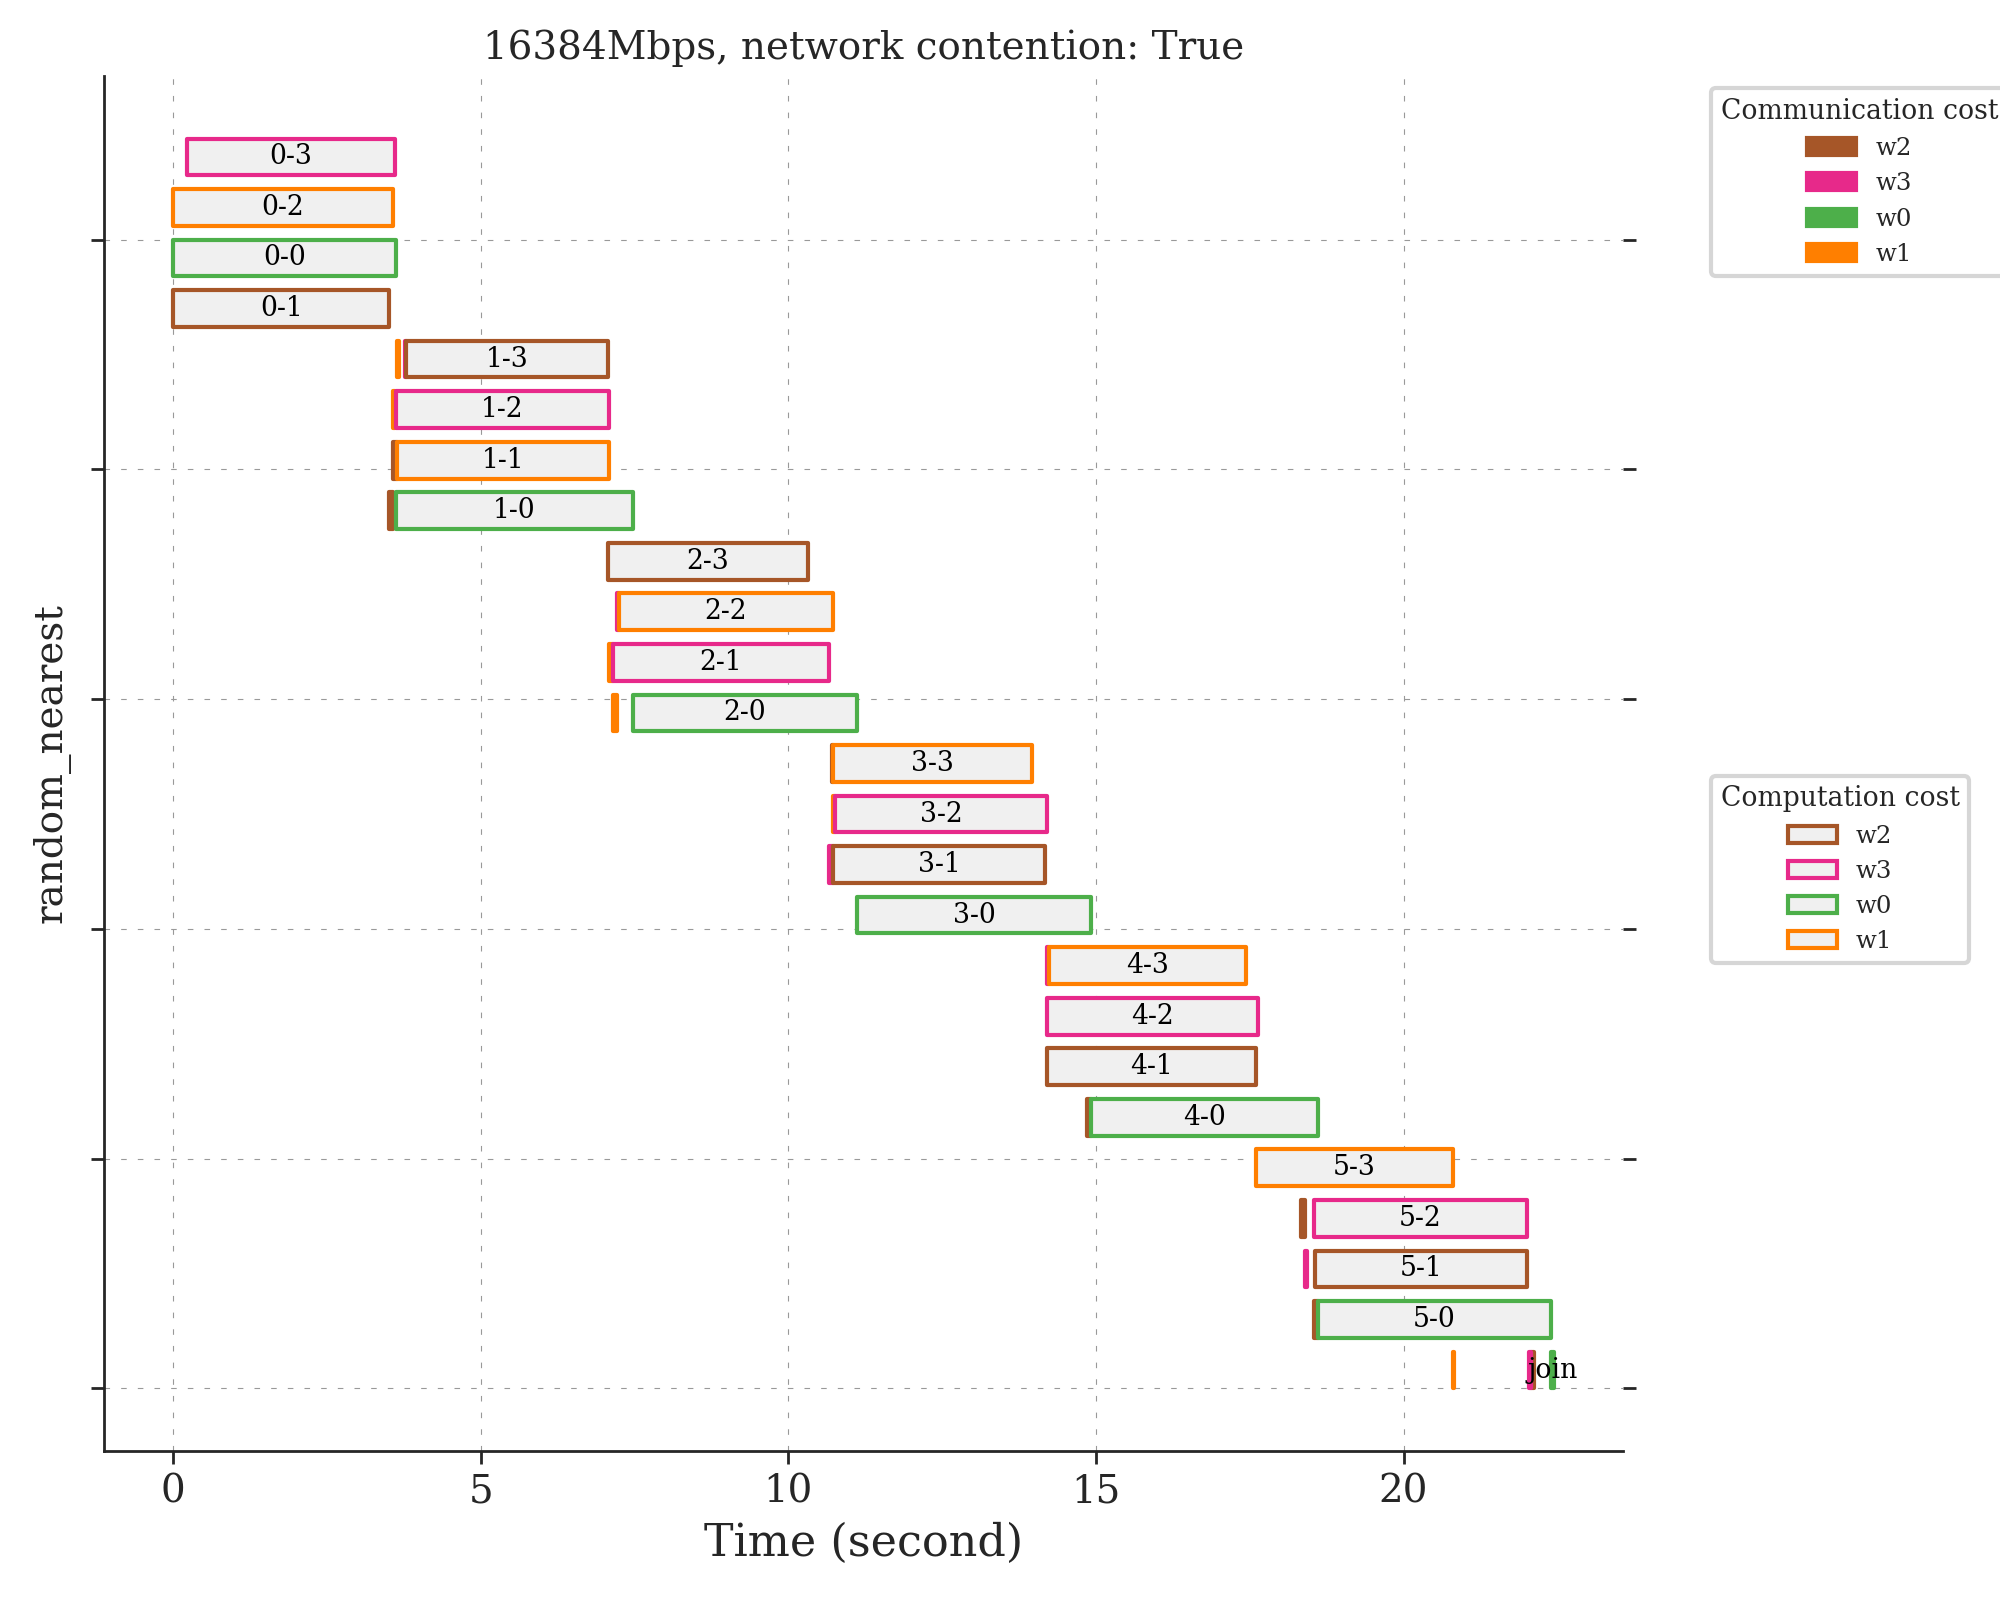 16384Mbps, network contention: True
Communication cost
w2
w3
w0
w1
0-3
0-2
0-0
0-1
1-3
1-2
1-1
1-0
2-3
2-2
2-1
2-0
3-3
3-2
3-1
3-0
4-3
4-2
4-1
4-0
5-3
5-2
5-1
5-0
join
random_nearest
Computation cost
w2
w3
w0
w1
0 5 10 15 20
Time (second)